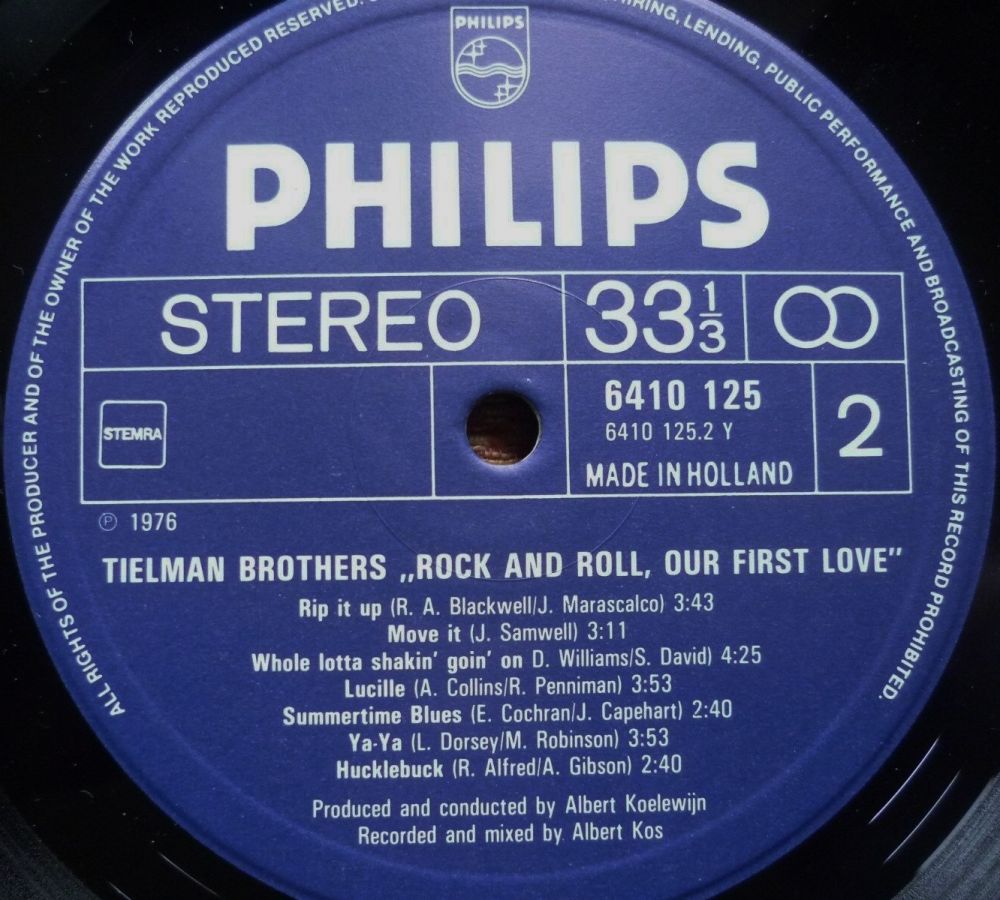 ALL RIGHTS OF THE PRODUCER AND OF THE OWNER OF THE WORK REPRODUCED RESERVED.
HIRING, LENDING, PUBLIC PERFORMANCE AND BROADCASTING OF THIS RECORD PROHIBITED.
PHILIPS
PHILIPS
STEREO 33 1/3
STEMRA
6410 125
6410 125.2 Y
MADE IN HOLLAND
2
Ⓟ 1976
TIELMAN BROTHERS „ROCK AND ROLL, OUR FIRST LOVE”
Rip it up (R. A. Blackwell/J. Marascalco) 3:43
Move it (J. Samwell) 3:11
Whole lotta shakin' goin' on D. Williams/S. David) 4:25
Lucille (A. Collins/R. Penniman) 3:53
Summertime Blues (E. Cochran/J. Capehart) 2:40
Ya-Ya (L. Dorsey/M. Robinson) 3:53
Hucklebuck (R. Alfred/A. Gibson) 2:40
Produced and conducted by Albert Koelewijn
Recorded and mixed by Albert Kos